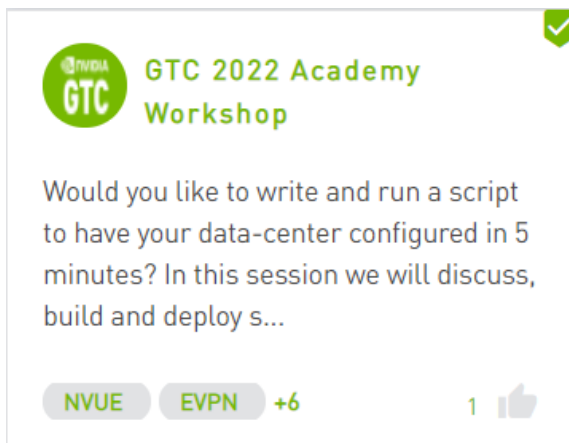 NVIDIA
GTC
GTC 2022 Academy
Workshop
Would you like to write and run a script
to have your data-center configured in 5
minutes? In this session we will discuss,
build and deploy s...
NVUE EVPN +6 1